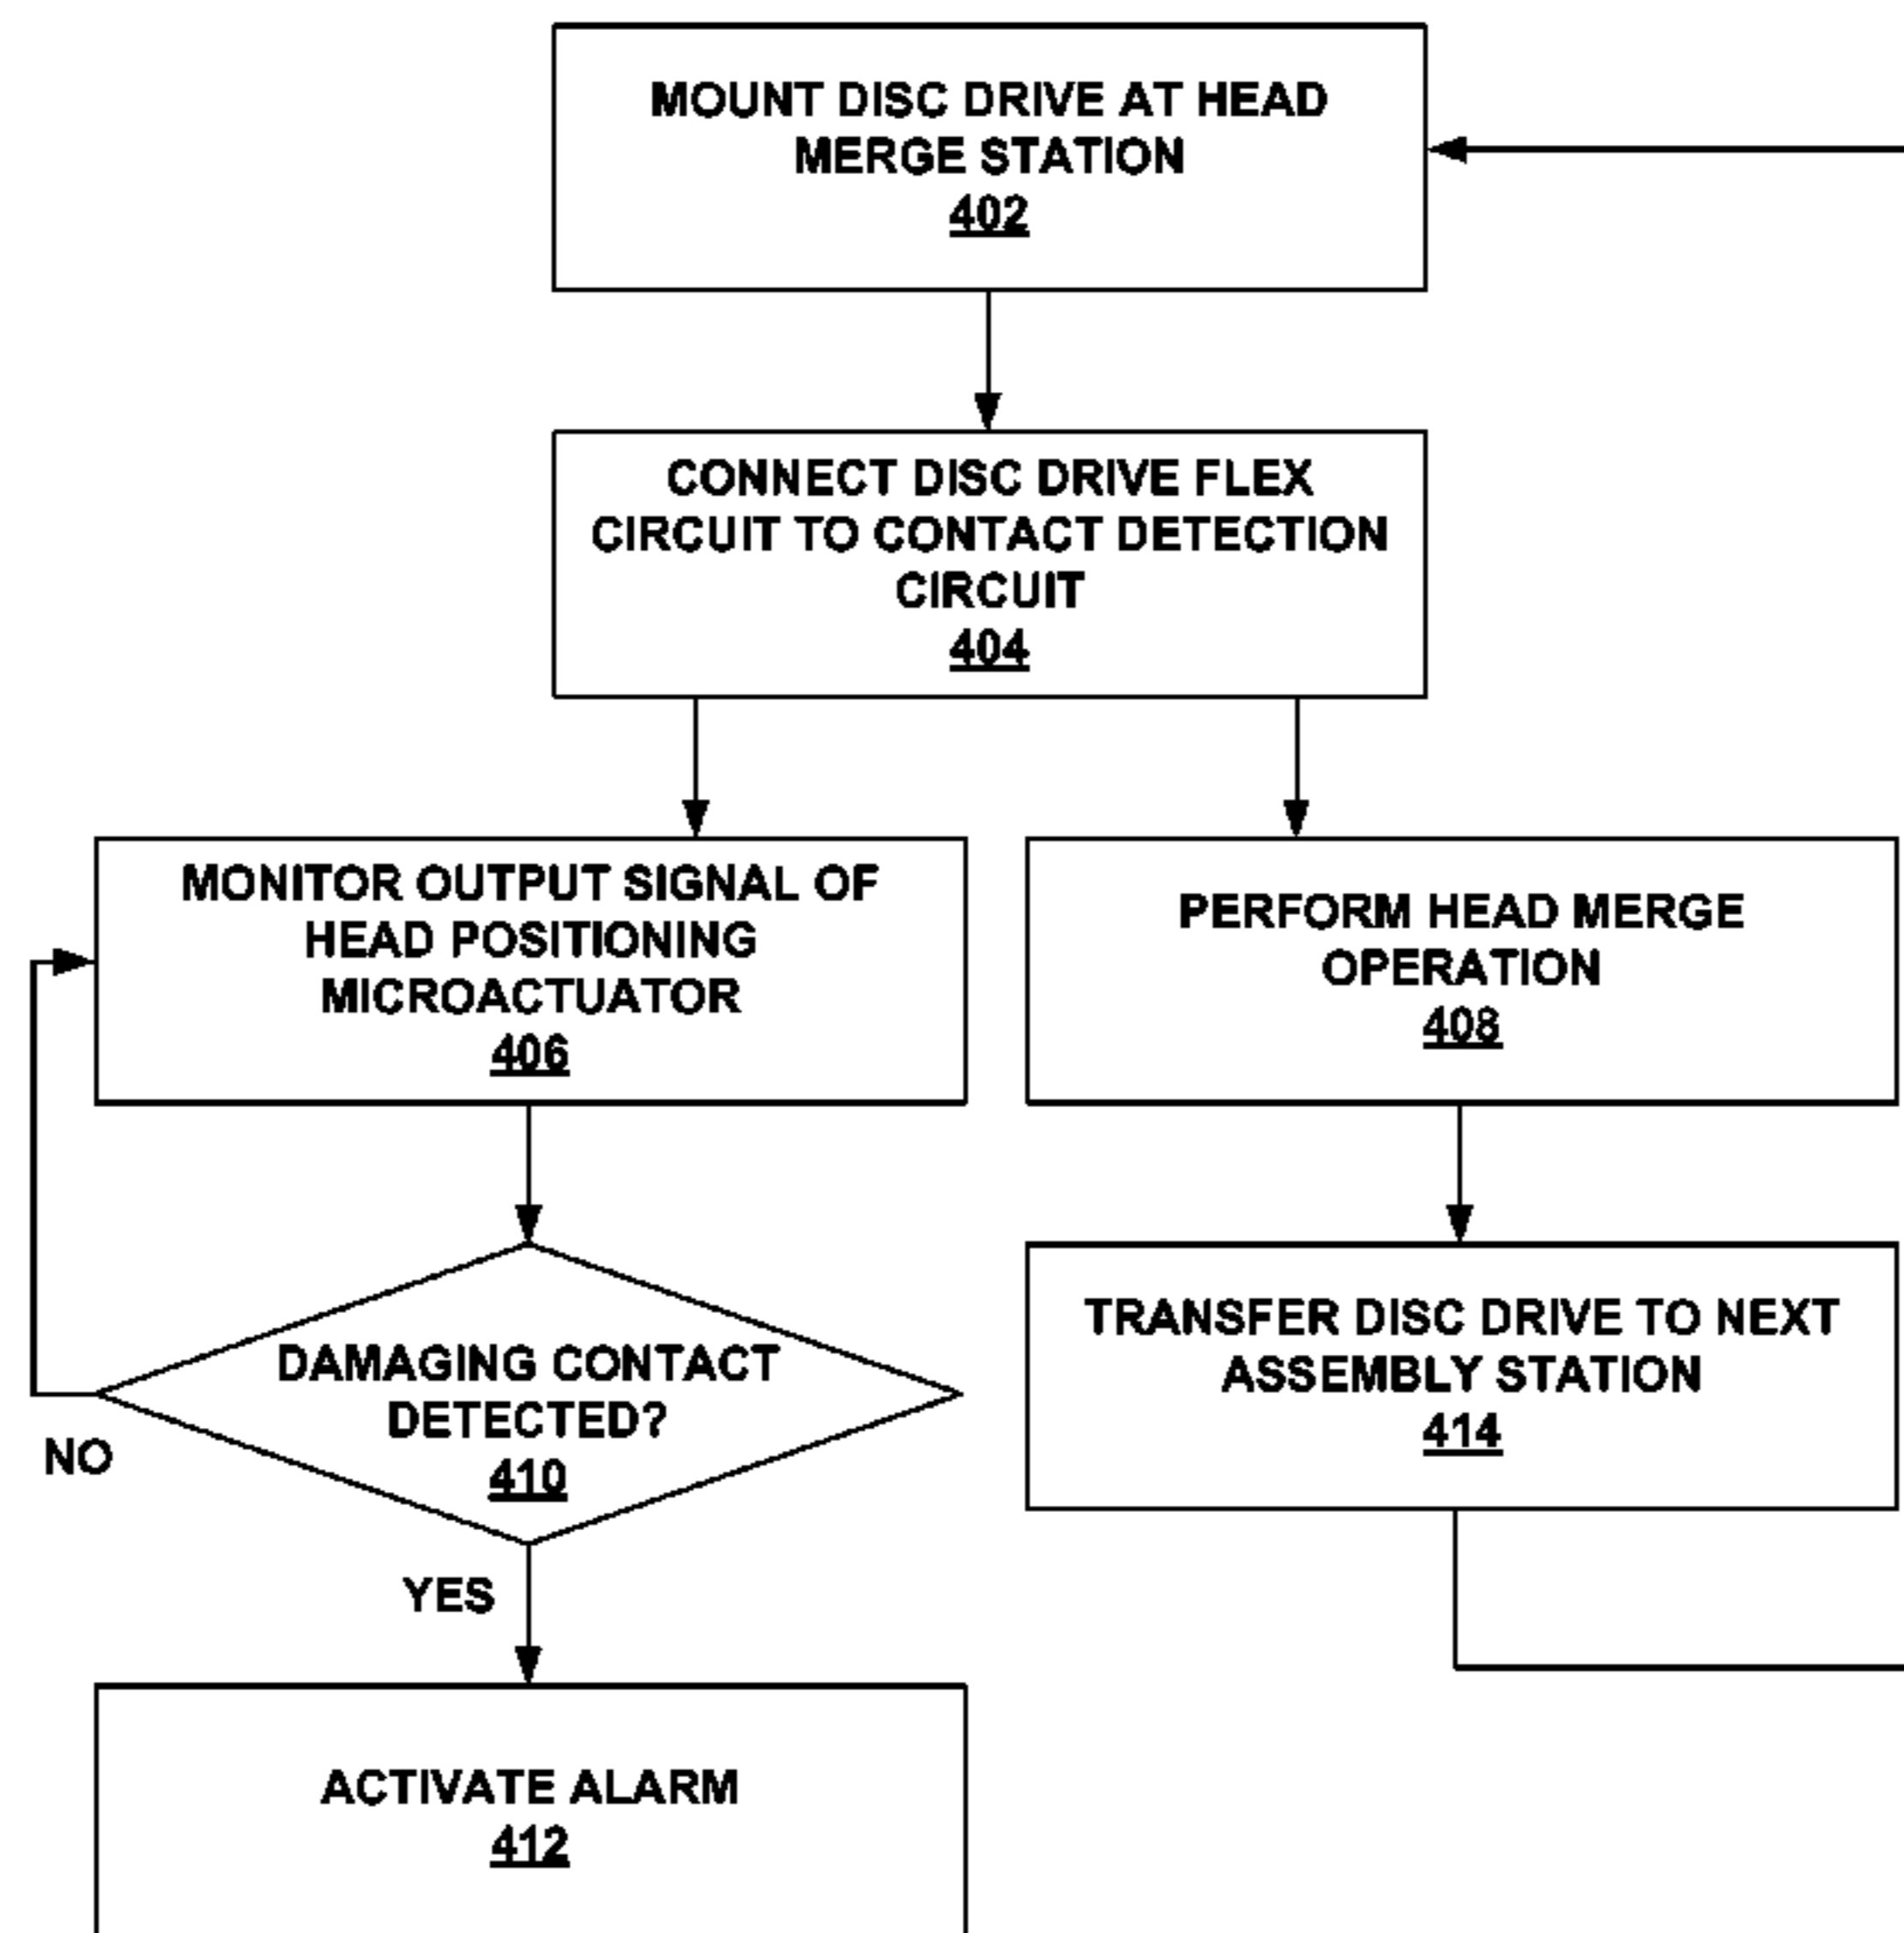 MOUNT DISC DRIVE AT HEAD
MERGE STATION
402
CONNECT DISC DRIVE FLEX
CIRCUIT TO CONTACT DETECTION
CIRCUIT
404
MONITOR OUTPUT SIGNAL OF
HEAD POSITIONING
MICROACTUATOR
406
PERFORM HEAD MERGE
OPERATION
408
DAMAGING CONTACT
DETECTED?
410
NO
YES
TRANSFER DISC DRIVE TO NEXT
ASSEMBLY STATION
414
ACTIVATE ALARM
412